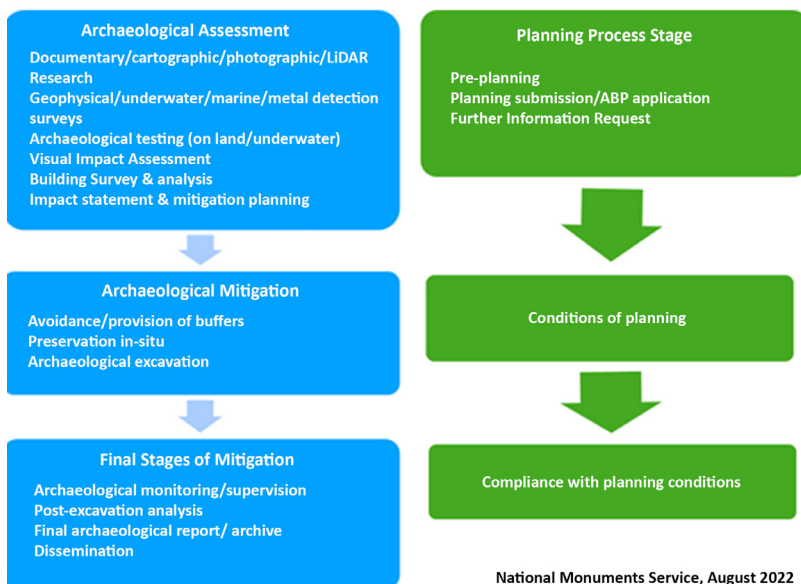 Archaeological Assessment
Documentary/cartographic/photographic/LiDAR
Research
Geophysical/underwater/marine/metal detection
surveys
Archaeological testing (on land/underwater)
Visual Impact Assessment
Building Survey & analysis
Impact statement & mitigation planning
Archaeological Mitigation
Avoidance/provision of buffers
Preservation in-situ
Archaeological excavation
Final Stages of Mitigation
Archaeological monitoring/supervision
Post-excavation analysis
Final archaeological report/ archive
Dissemination
Planning Process Stage
Pre-planning
Planning submission/ABP application
Further Information Request
Conditions of planning
Compliance with planning conditions
National Monuments Service, August 2022